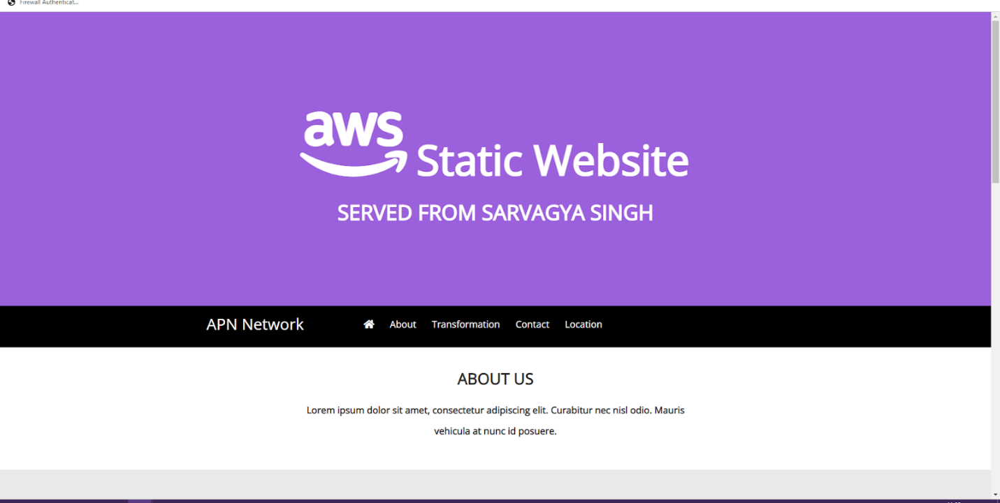 Firewall Authenticat...
aws Static Website
SERVED FROM SARVAGYA SINGH
APN Network About Transformation Contact Location
ABOUT US
Lorem ipsum dolor sit amet, consectetur adipiscing elit. Curabitur nec nisl odio. Mauris
vehicula at nunc id posuere.